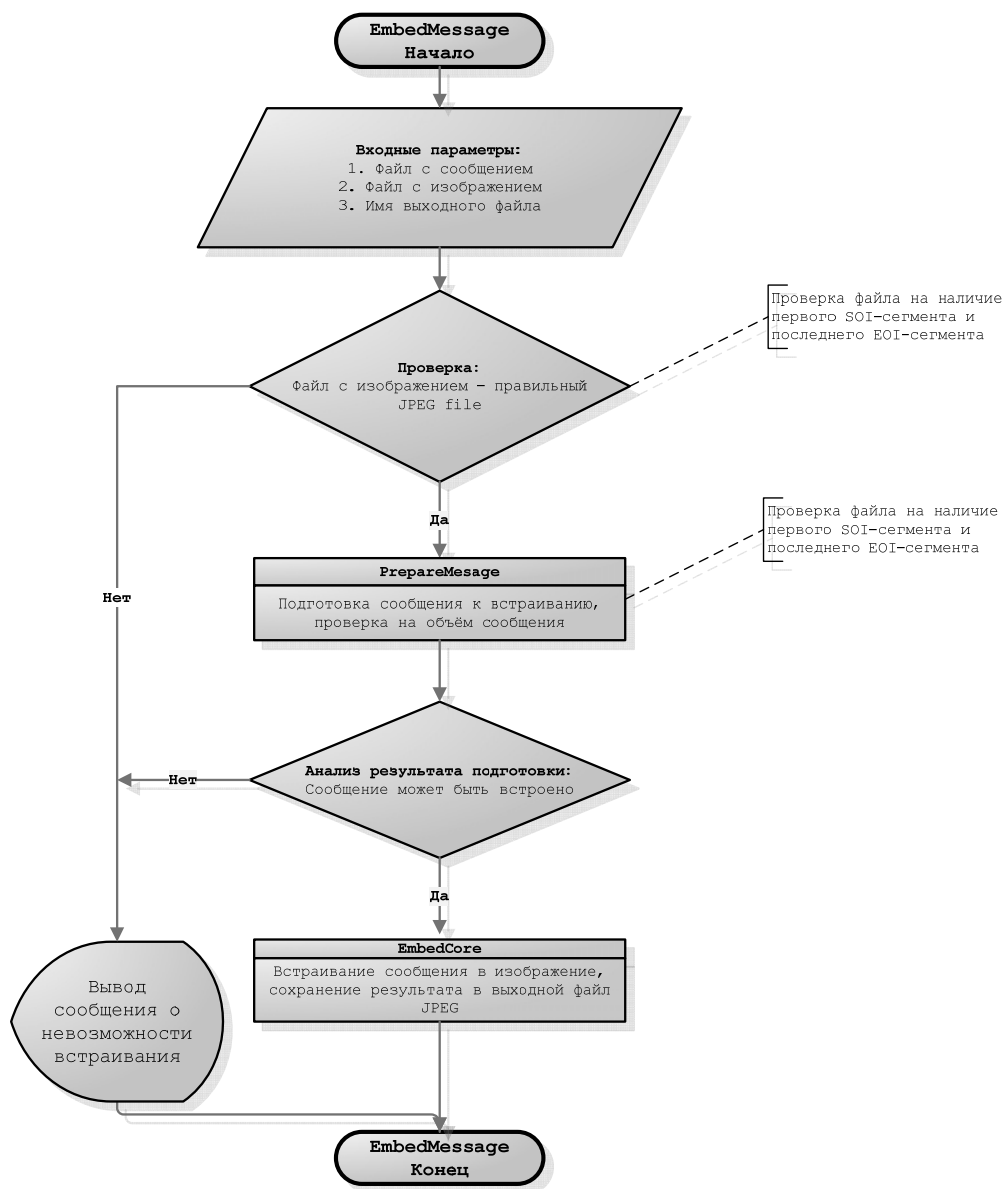 EmbedMessage
Начало
Входные параметры:
1. Файл с сообщением
2. Файл с изображением
3. Имя выходного файла
Проверка файла на наличие
первого SOI-сегмента и
последнего EOI-сегмента
Проверка:
Файл с изображением - правильный
JPEG file
Да
Проверка файла на наличие
первого SOI-сегмента и
последнего EOI-сегмента
PrepareMesage
Подготовка сообщения к встраиванию,
проверка на объём сообщения
Нет
Анализ результата подготовки:
Сообщение может быть встроено
Нет
Да
EmbedCore
Встраивание сообщения в изображение,
сохранение результата в выходной файл
JPEG
Вывод
сообщения о
невозможности
встраивания
EmbedMessage
Конец